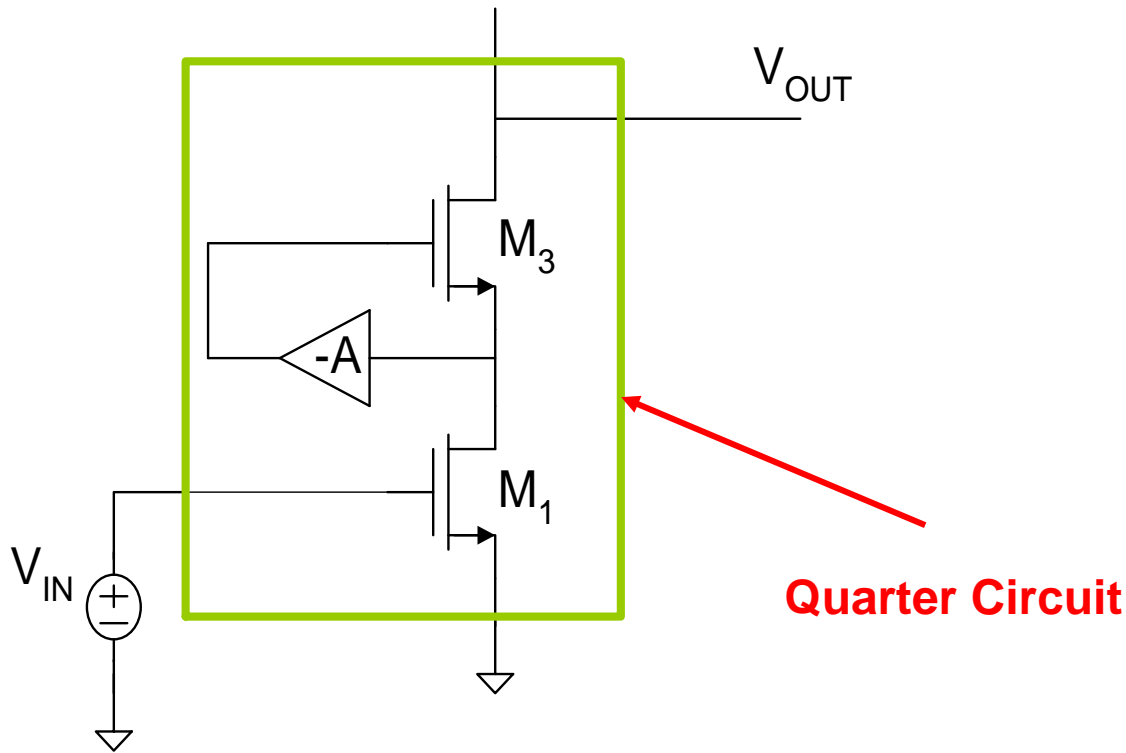 V_OUT
M_3
-A
M_1
V_IN
+
−
Quarter Circuit